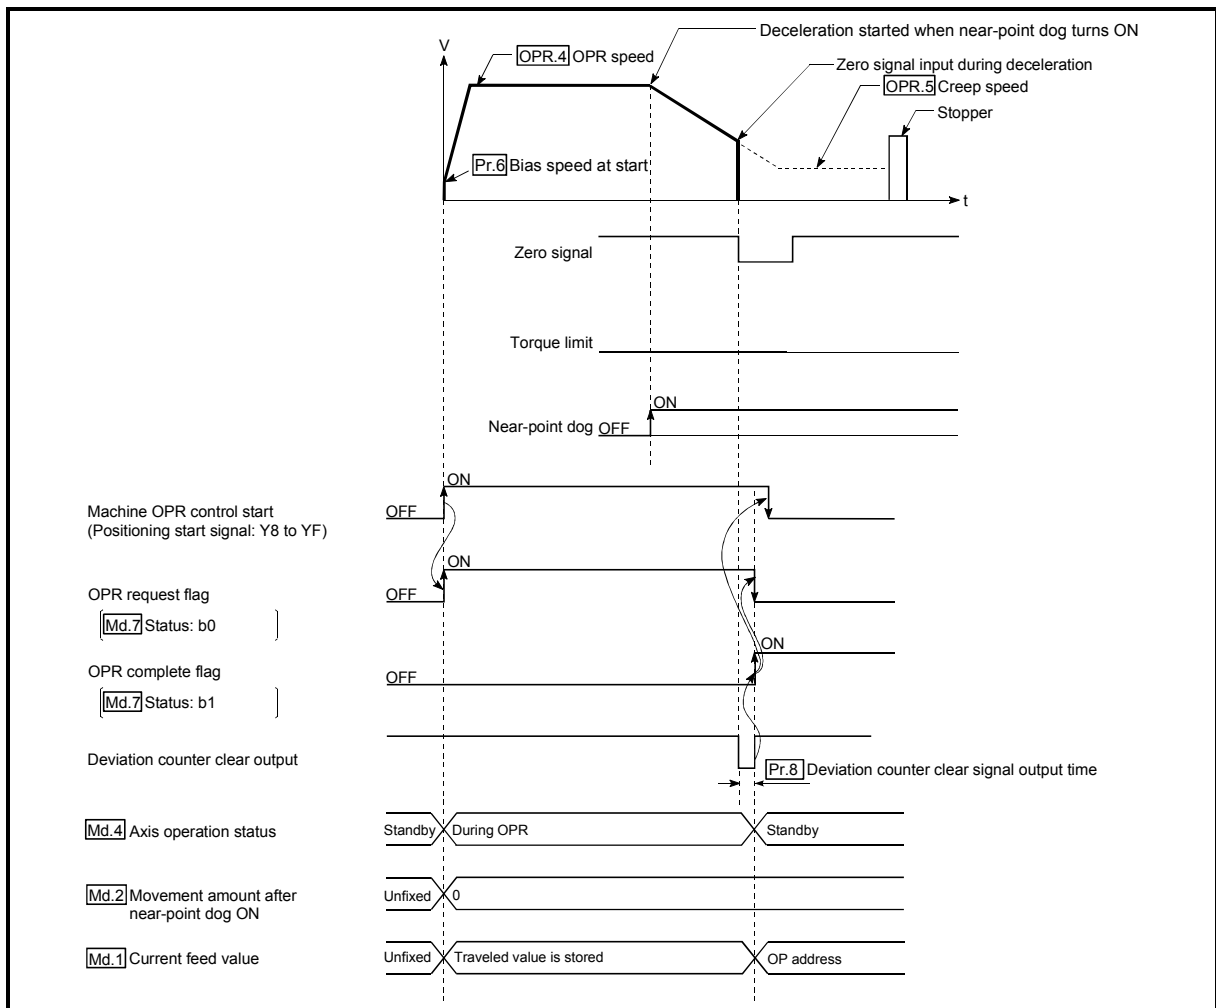 Deceleration started when near-point dog turns ON
V
OPR.4 OPR speed
Zero signal input during deceleration
OPR.5 Creep speed
Stopper
Pr.6 Bias speed at start
t
Zero signal
Torque limit
ON
Near-point dog OFF
ON
Machine OPR control start
(Positioning start signal: Y8 to YF)
OFF
ON
OPR request flag
OFF
Md.7 Status: b0
ON
OPR complete flag
OFF
Md.7 Status: b1
Deviation counter clear output
Pr.8 Deviation counter clear signal output time
Md.4 Axis operation status
Standby During OPR Standby
Md.2 Movement amount after
near-point dog ON
Unfixed 0
Md.1 Current feed value
Unfixed Traveled value is stored OP address